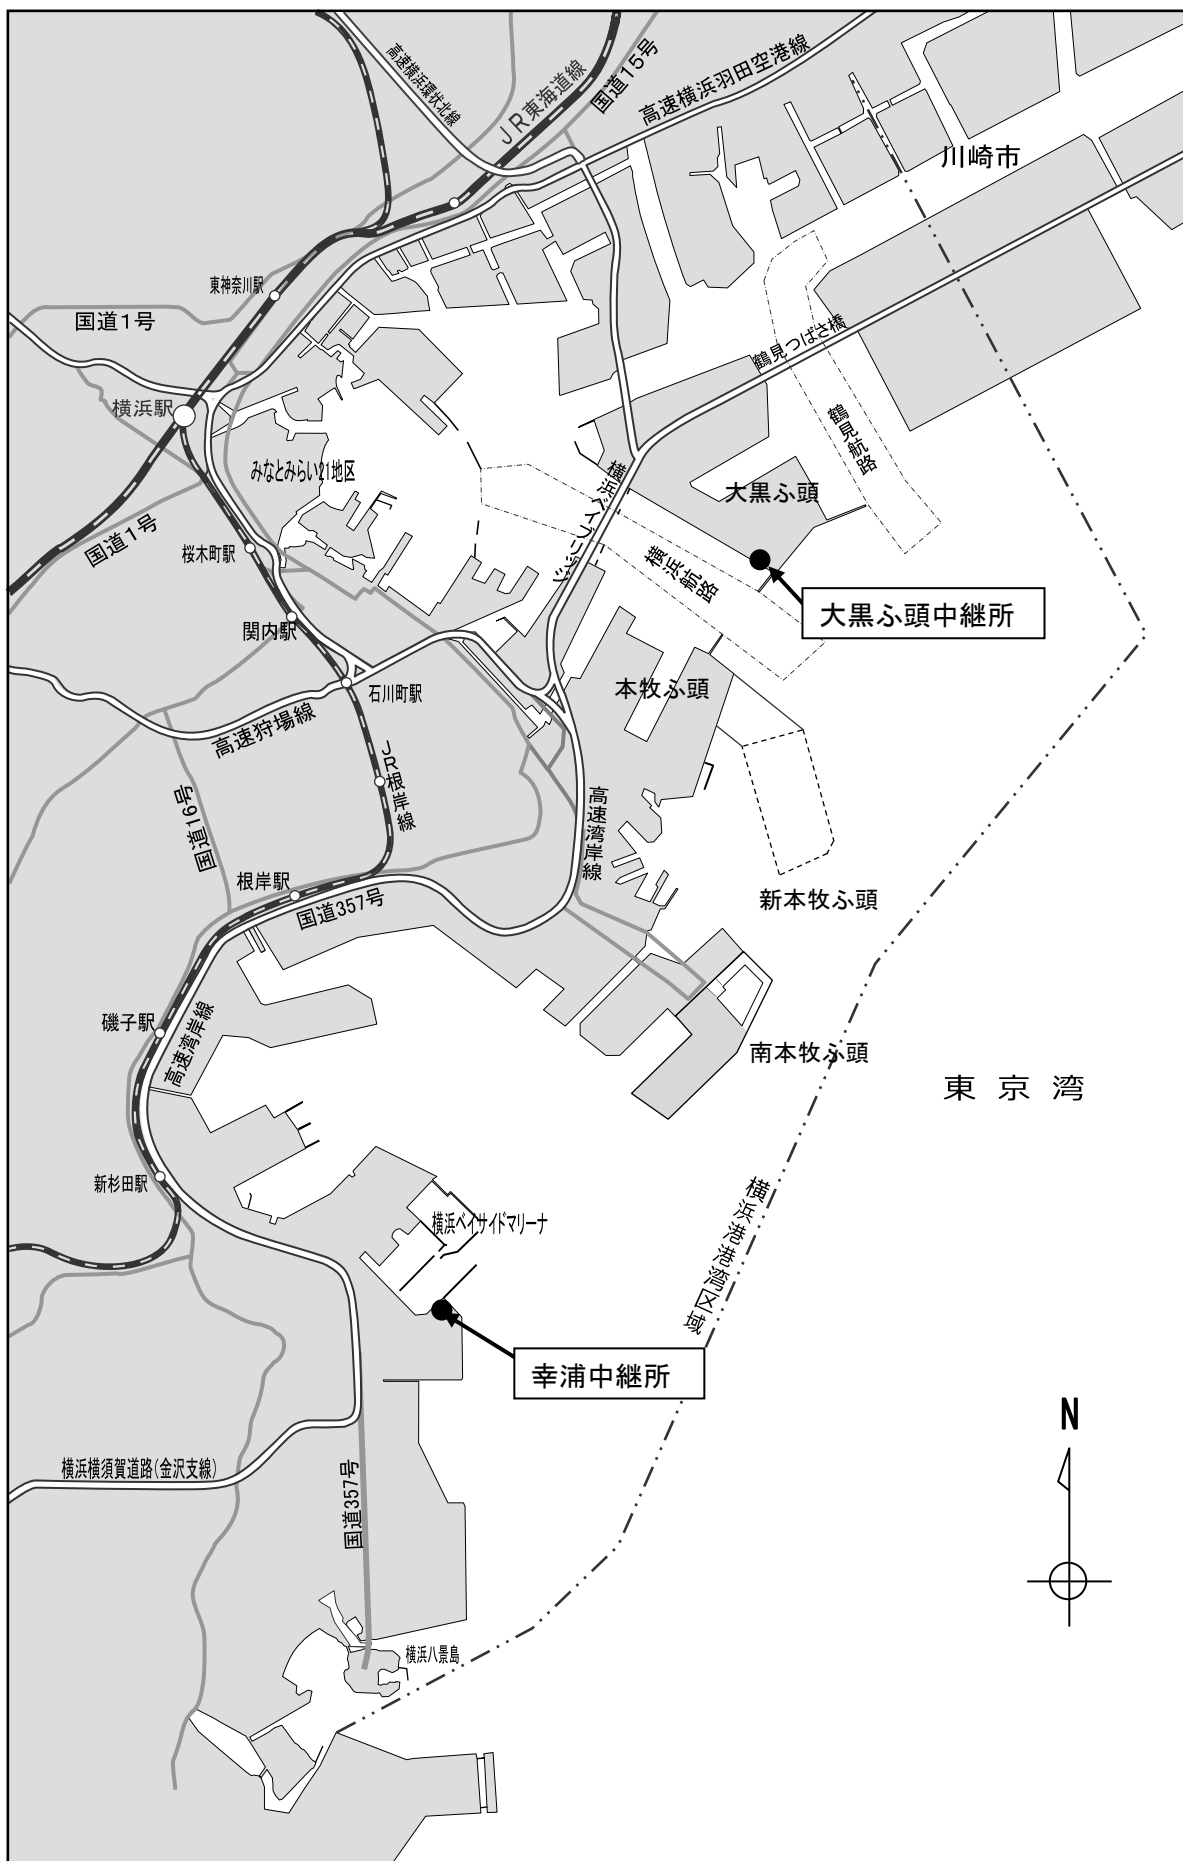 高速横浜環状北線
JR東海道線
国道15号
高速横浜羽田空港線
川崎市
東神奈川駅
国道1号
鶴見つばさ橋
横浜駅
鶴見航路
みなとみらい21地区
横浜ベイブリッジ
大黒ふ頭
国道1号
桜木町駅
横浜航路
大黒ふ頭中継所
関内駅
石川町駅
本牧ふ頭
高速狩場線
JR根岸線
国道16号
高速湾岸線
根岸駅
国道357号
新本牧ふ頭
磯子駅
高速湾岸線
南本牧ふ頭
東京湾
新杉田駅
横浜ベイサイドマリーナ
横浜港港湾区域
幸浦中継所
N
横浜横須賀道路(金沢支線)
国道357号
横浜八景島